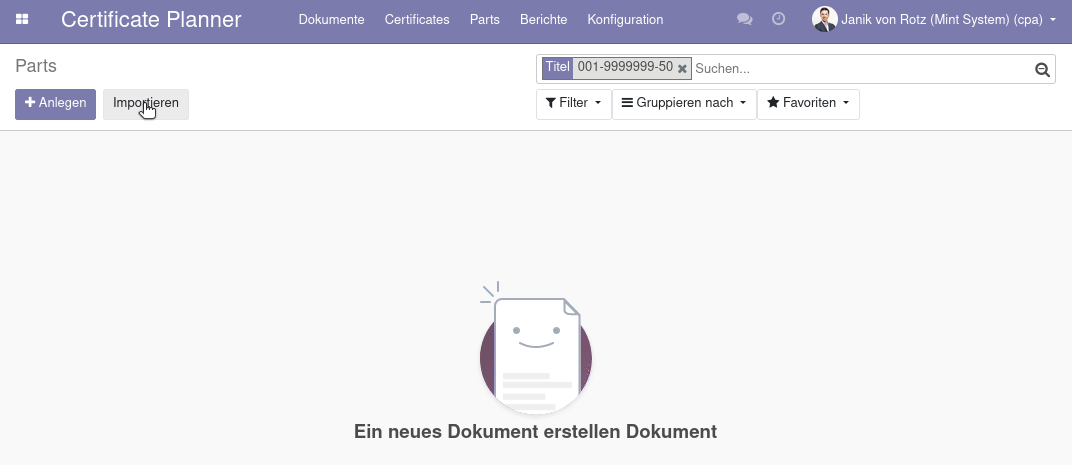 Certificate Planner Dokumente Certificates Parts Berichte Konfiguration Janik von Rotz (Mint System) (cpa)
Parts
Titel 001-9999999-50 Suchen...
Anlegen Importieren Filter Gruppieren nach Favoriten
Ein neues Dokument erstellen Dokument